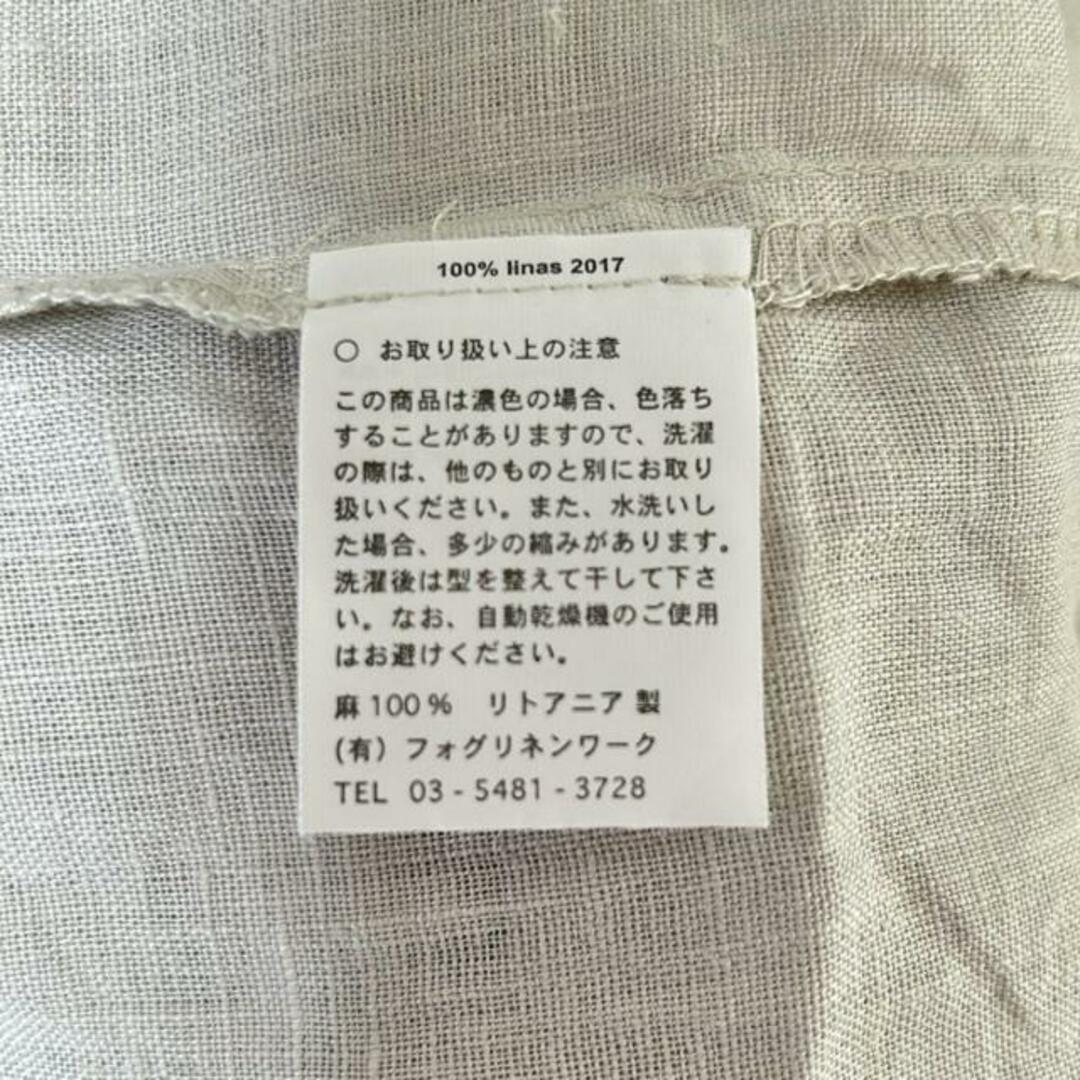 100% linas 2017
○ お取り扱い上の注意
この商品は濃色の場合、色落ち
することがありますので、洗濯
の際は、他のものと別にお取り
扱いください。また、水洗いし
た場合、多少の縮みがあります。
洗濯後は型を整えて干して下さ
い。なお、自動乾燥機のご使用
はお避けください。
麻100% リトアニア 製
(有) フォグリネンワーク
TEL 03-5481-3728